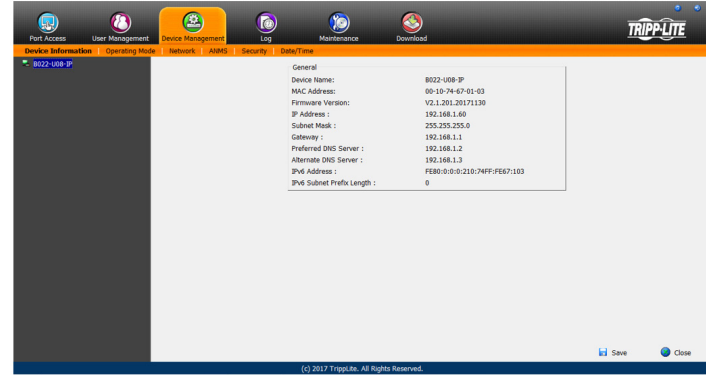 TRIPP·LITE
Port Access User Management Device Management Log Maintenance Download
Device Information Operating Mode Network ANMS Security Date/Time
B022-U08-IP
General
Device Name: B022-U08-IP
MAC Address: 00-10-74-67-01-03
Firmware Version: V2.1.201.20171130
IP Address : 192.168.1.60
Subnet Mask : 255.255.255.0
Gateway : 192.168.1.1
Preferred DNS Server : 192.168.1.2
Alternate DNS Server : 192.168.1.3
IPv6 Address : FE80:0:0:0:210:74FF:FE67:103
IPv6 Subnet Prefix Length : 0
Save Close
(c) 2017 TrippLite. All Rights Reserved.